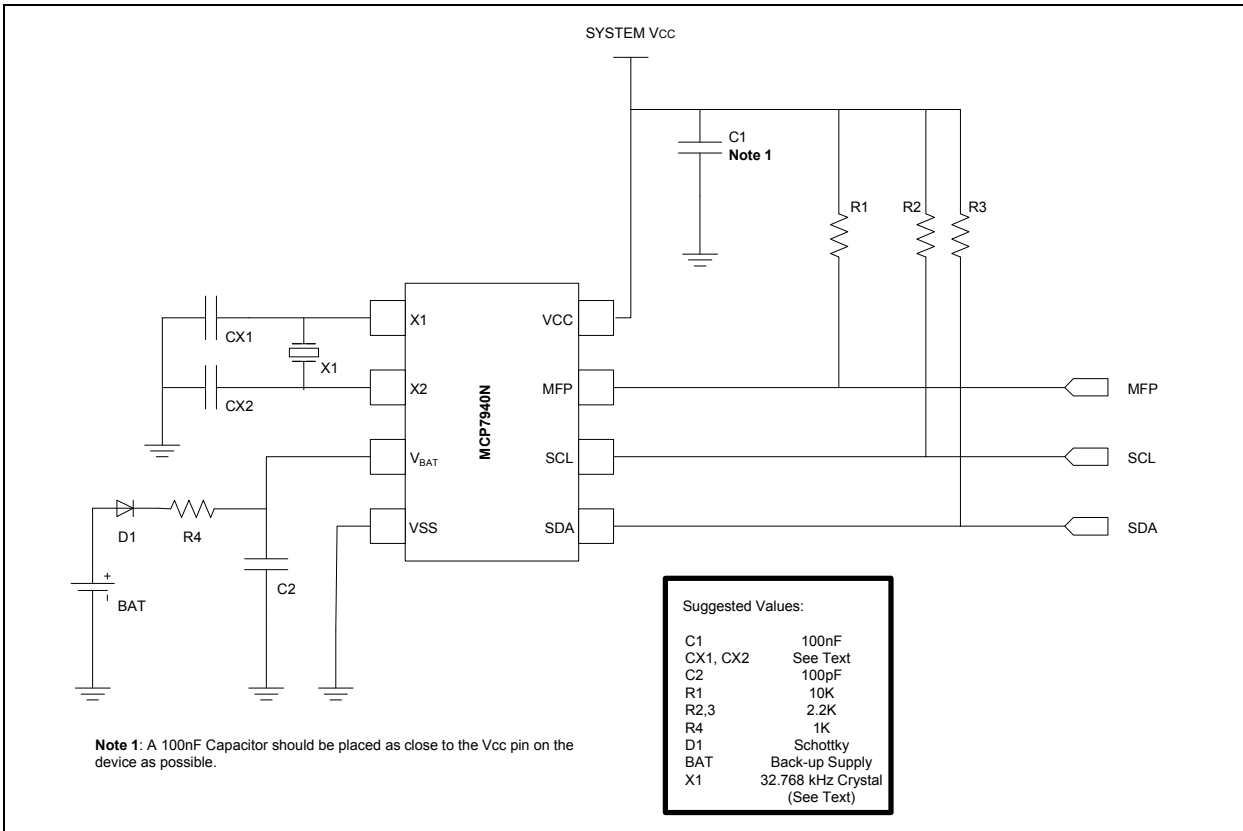 SYSTEM VCC
C1
Note 1
R1
R2
R3
X1
VCC
CX1
X1
X2
MFP
MFP
CX2
MCP7940N
VBAT
SCL
SCL
D1
R4
VSS
SDA
SDA
+
–
BAT
C2
Suggested Values:
C1 100nF
CX1, CX2 See Text
C2 100pF
R1 10K
R2,3 2.2K
R4 1K
D1 Schottky
BAT Back-up Supply
X1 32.768 kHz Crystal
(See Text)
Note 1: A 100nF Capacitor should be placed as close to the Vcc pin on the
device as possible.